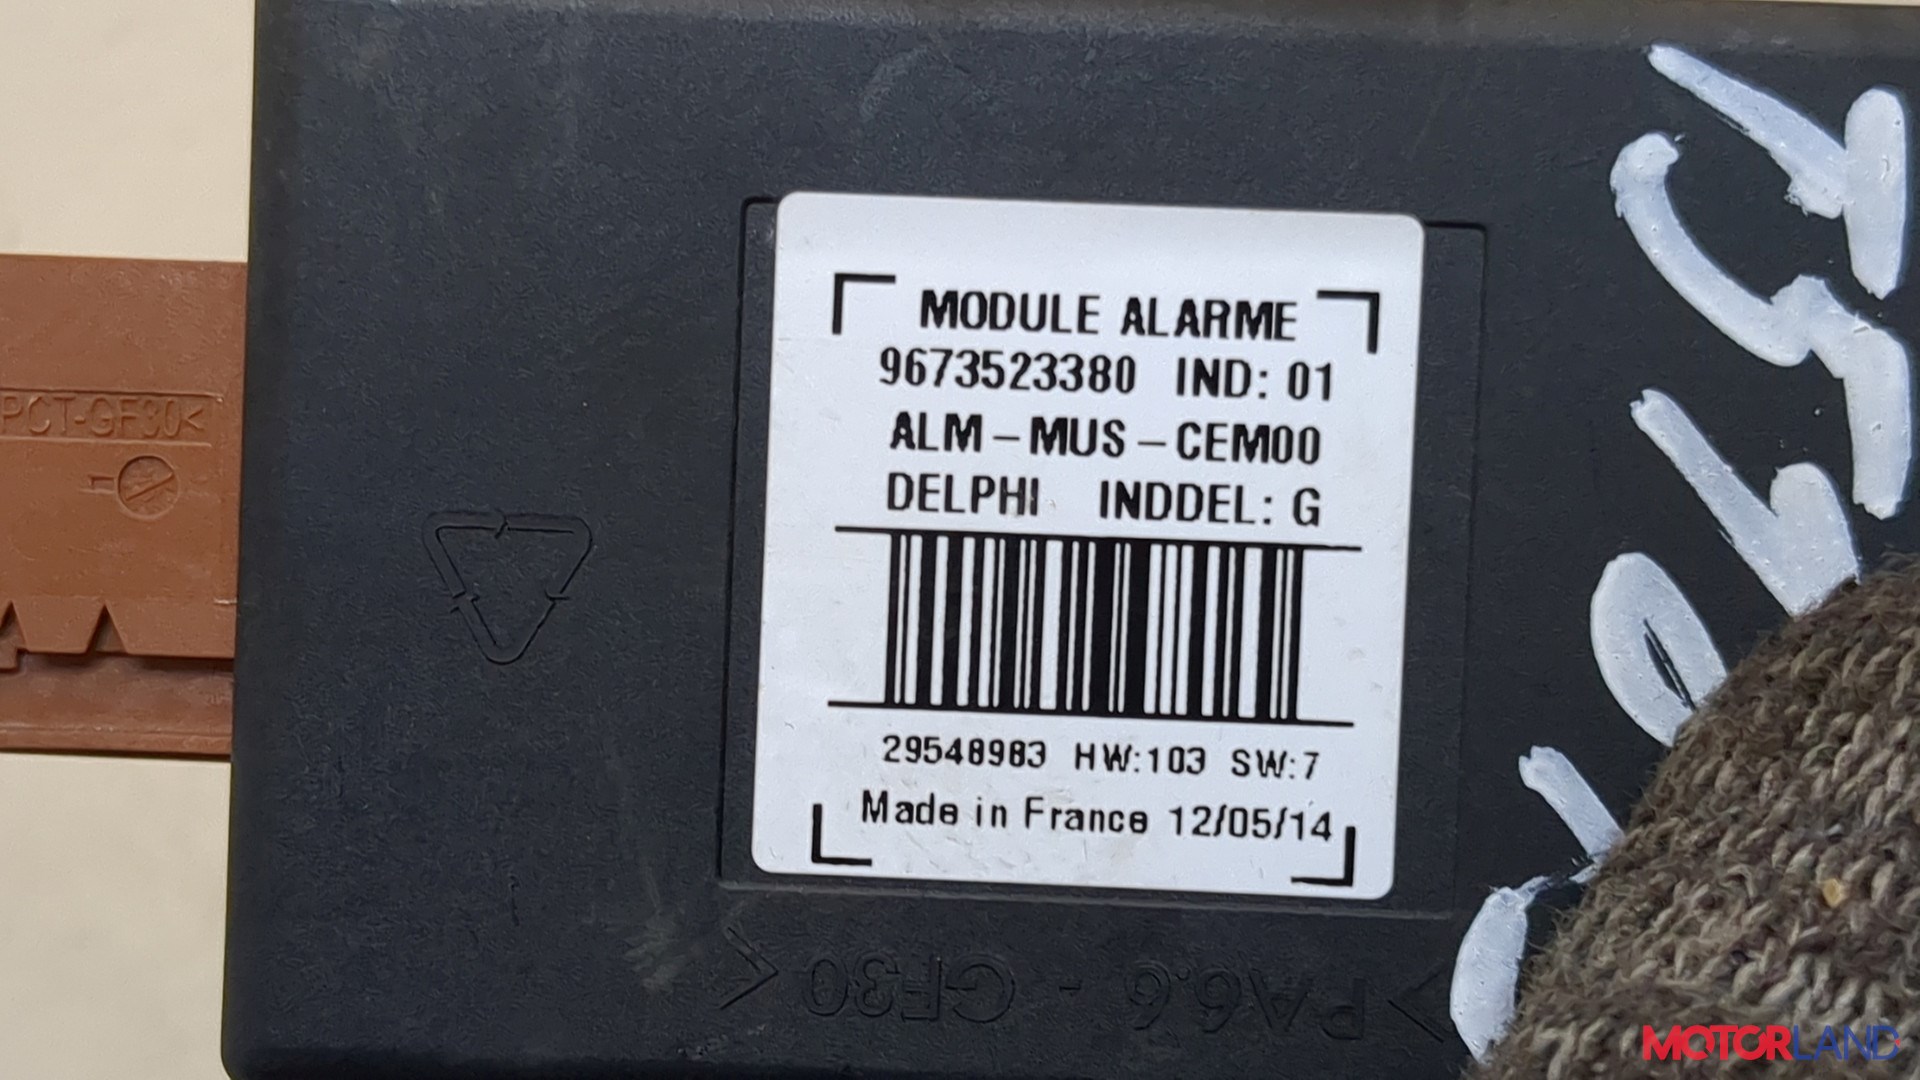 MODULE ALARME
9673523380 IND: 01
ALM - MUS - CEM00
DELPHI INDDEL: G
29548983 HW:103 SW:7
Made in France 12/05/14
PCT-GF30<
>PA6.6 - GF30<
MOTORLAND